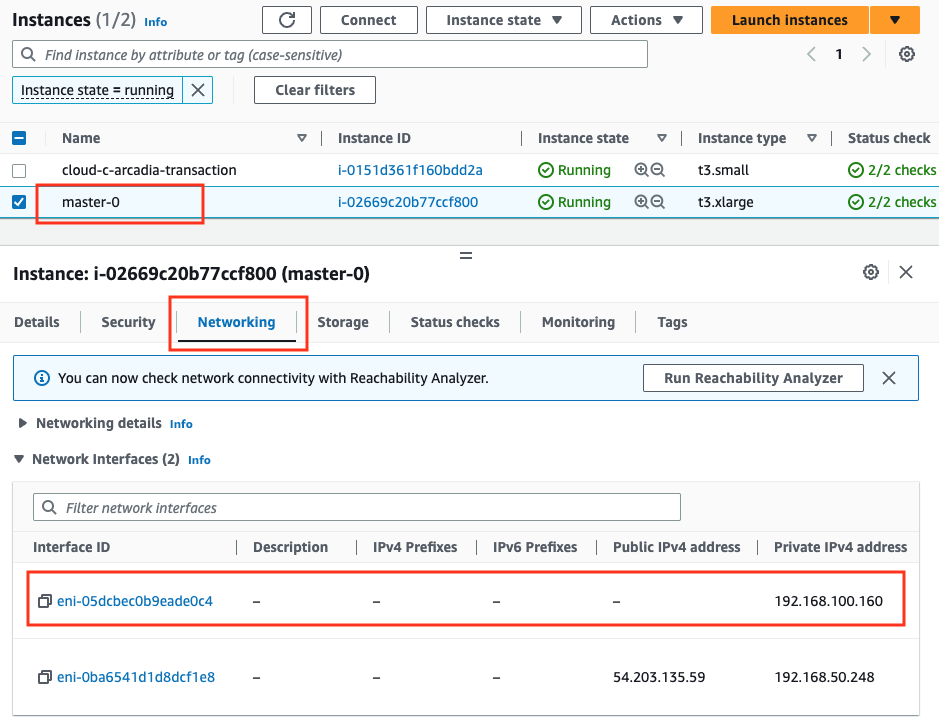 Instances (1/2) Info Connect Instance state Actions Launch instances
Find instance by attribute or tag (case-sensitive) 1
Instance state = running Clear filters
Name Instance ID Instance state Instance type Status check
cloud-c-arcadia-transaction i-0151d361f160bdd2a Running t3.small 2/2 checks
master-0 i-02669c20b77ccf800 Running t3.xlarge 2/2 checks
Instance: i-02669c20b77ccf800 (master-0)
Details Security Networking Storage Status checks Monitoring Tags
You can now check network connectivity with Reachability Analyzer. Run Reachability Analyzer
Networking details Info
Network Interfaces (2) Info
Filter network interfaces
Interface ID Description IPv4 Prefixes IPv6 Prefixes Public IPv4 address Private IPv4 address
eni-05dcbec0b9eade0c4 – – – – 192.168.100.160
eni-0ba6541d1d8dcf1e8 – – – 54.203.135.59 192.168.50.248